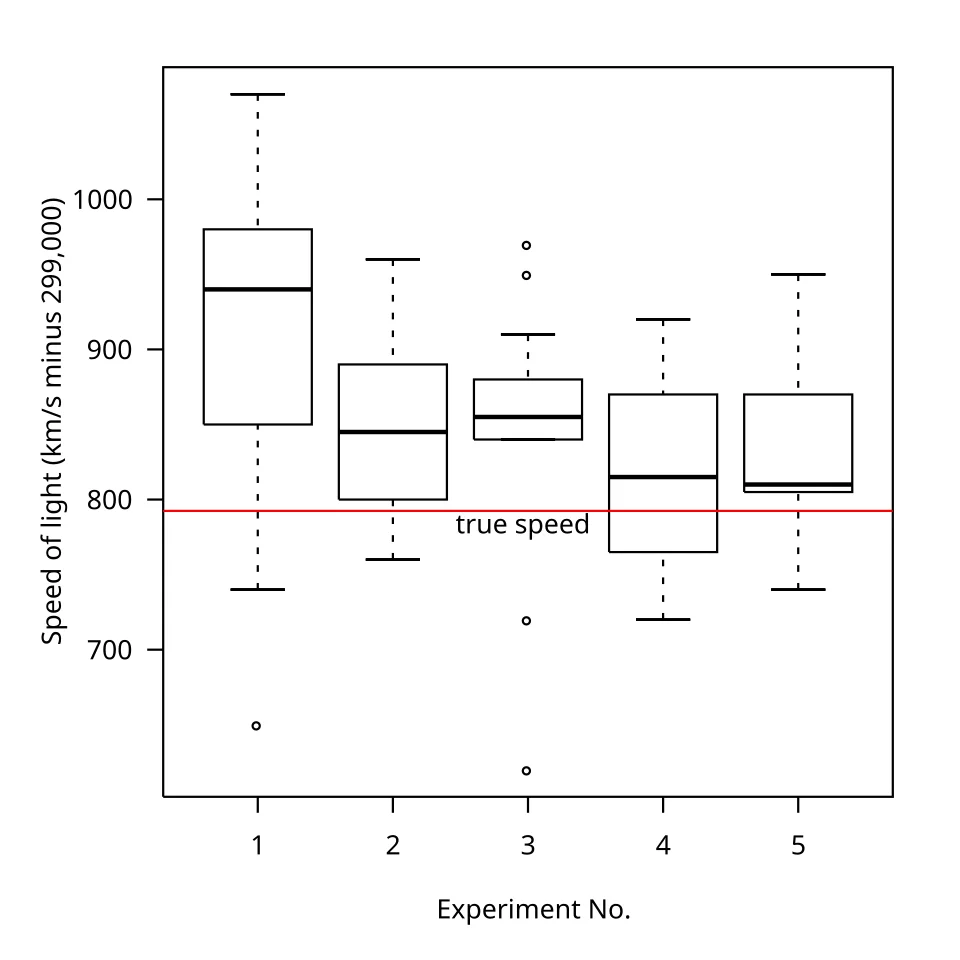 Speed of light (km/s minus 299,000)
1000
900
800
700
true speed
1 2 3 4 5
Experiment No.